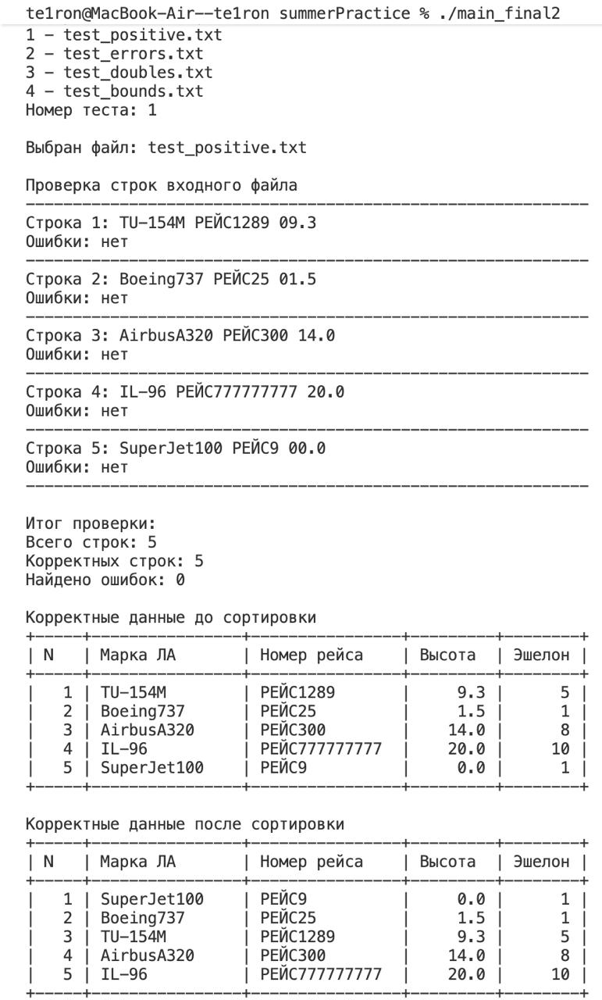 te1ron@MacBook-Air--te1ron summerPractice % ./main_final2
1 – test_positive.txt
2 – test_errors.txt
3 – test_doubles.txt
4 – test_bounds.txt
Номер теста: 1
Выбран файл: test_positive.txt
Проверка строк входного файла
------------------------------------------------------------
Строка 1: TU-154M РЕЙС1289 09.3
Ошибки: нет
------------------------------------------------------------
Строка 2: Boeing737 РЕЙС25 01.5
Ошибки: нет
------------------------------------------------------------
Строка 3: AirbusA320 РЕЙС300 14.0
Ошибки: нет
------------------------------------------------------------
Строка 4: IL-96 РЕЙС777777777 20.0
Ошибки: нет
------------------------------------------------------------
Строка 5: SuperJet100 РЕЙС9 00.0
Ошибки: нет
------------------------------------------------------------
Итог проверки:
Всего строк: 5
Корректных строк: 5
Найдено ошибок: 0
Корректные данные до сортировки
+-----+----------------+----------------+---------+--------+
| N   | Марка ЛА       | Номер рейса    | Высота  | Эшелон |
+-----+----------------+----------------+---------+--------+
|   1 | TU-154M        | РЕЙС1289       |     9.3 |      5 |
|   2 | Boeing737      | РЕЙС25         |     1.5 |      1 |
|   3 | AirbusA320     | РЕЙС300        |    14.0 |      8 |
|   4 | IL-96          | РЕЙС777777777  |    20.0 |     10 |
|   5 | SuperJet100    | РЕЙС9          |     0.0 |      1 |
+-----+----------------+----------------+---------+--------+
Корректные данные после сортировки
+-----+----------------+----------------+---------+--------+
| N   | Марка ЛА       | Номер рейса    | Высота  | Эшелон |
+-----+----------------+----------------+---------+--------+
|   1 | SuperJet100    | РЕЙС9          |     0.0 |      1 |
|   2 | Boeing737      | РЕЙС25         |     1.5 |      1 |
|   3 | TU-154M        | РЕЙС1289       |     9.3 |      5 |
|   4 | AirbusA320     | РЕЙС300        |    14.0 |      8 |
|   5 | IL-96          | РЕЙС777777777  |    20.0 |     10 |
+-----+----------------+----------------+---------+--------+